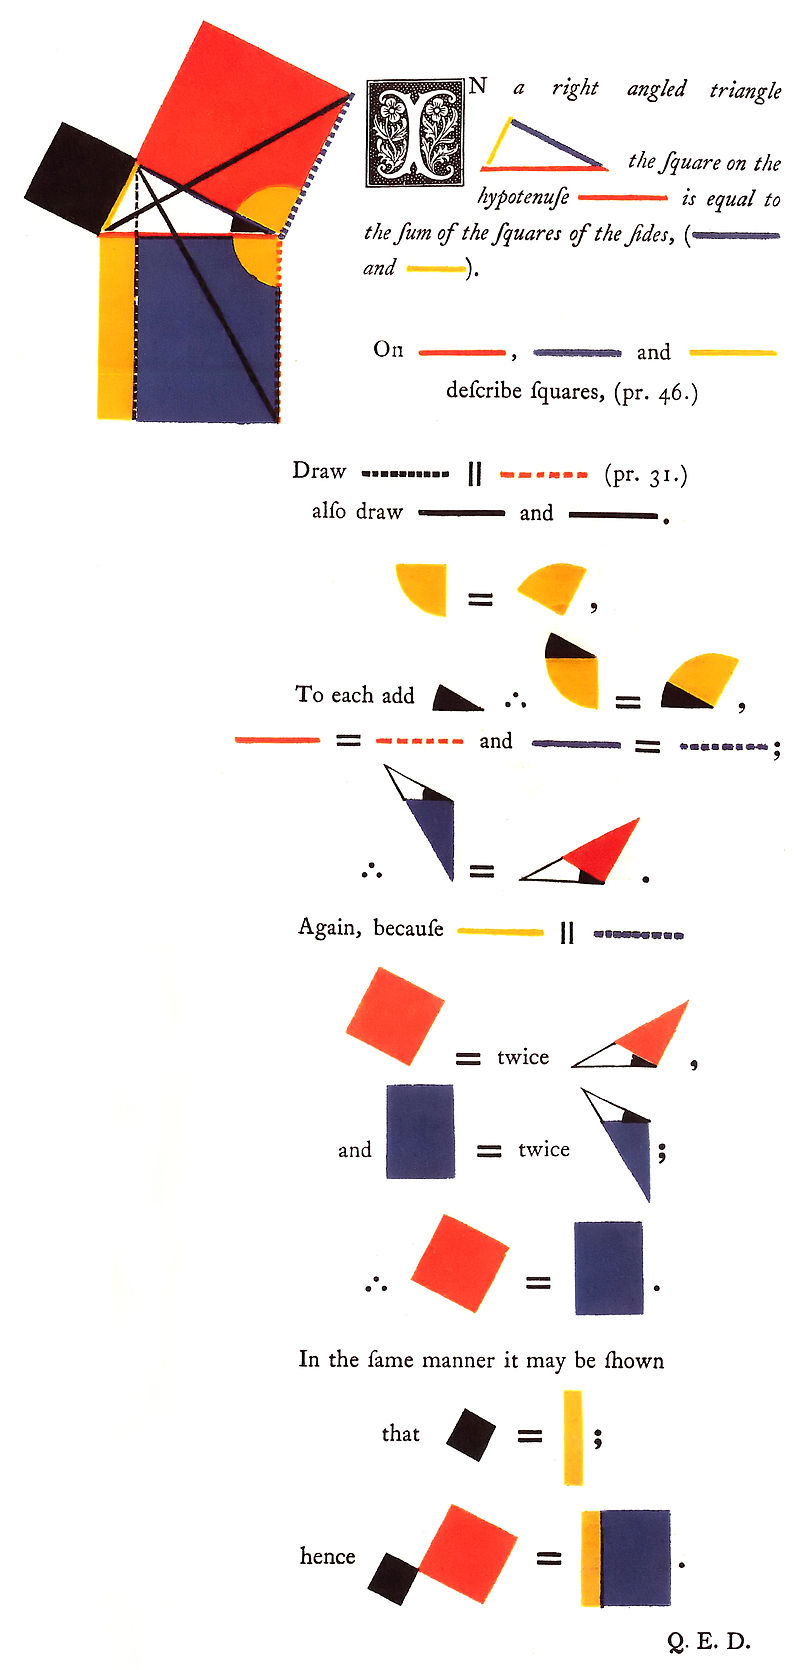 IN a right angled triangle
the ſquare on the
hypotenuſe is equal to
the ſum of the ſquares of the ſides, (
and ).
On , and
deſcribe ſquares, (pr. 46.)
Draw || (pr. 31.)
alſo draw and .
= ,
To each add ∴ = ,
= and = ;
∴ = .
Again, becauſe ||
= twice ,
and = twice ;
∴ = .
In the ſame manner it may be ſhown
that = ;
hence = .
Q. E. D.